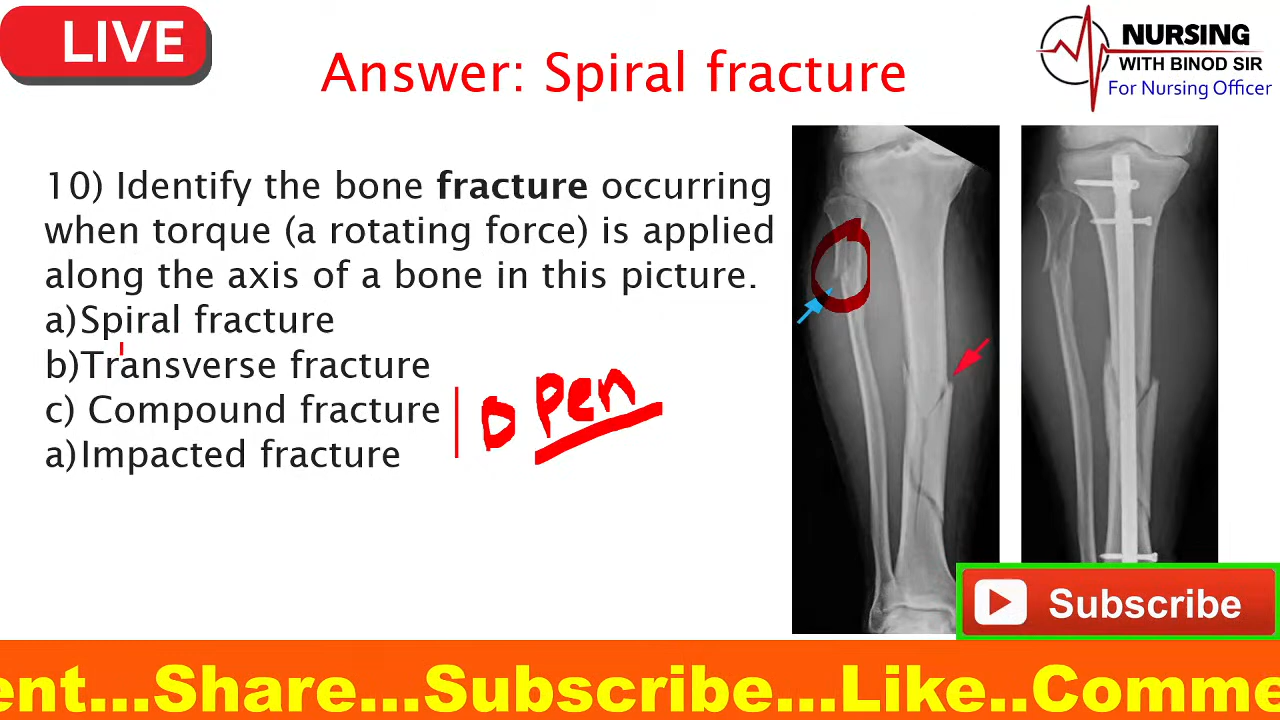 LIVE
Answer: Spiral fracture
NURSING
WITH BINOD SIR
For Nursing Officer
10) Identify the bone fracture occurring
when torque (a rotating force) is applied
along the axis of a bone in this picture.
a)Spiral fracture
b)Transverse fracture
c) Compound fracture
open
a)Impacted fracture
Subscribe
ent...Share...Subscribe...Like..Comme